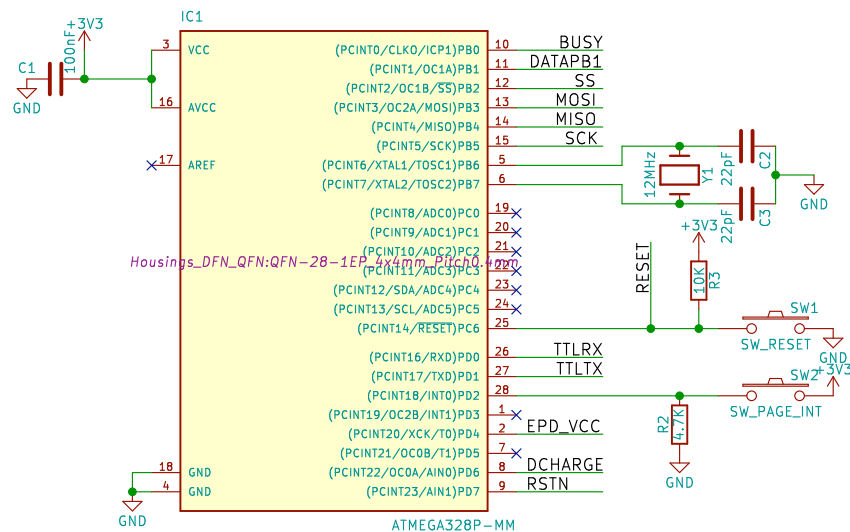 IC1
+3V3
100nF
C1
GND
3 VCC
16 AVCC
17 AREF
18 GND
4 GND
GND
(PCINT0/CLKO/ICP1)PB0 10 BUSY
(PCINT1/OC1A)PB1 11 DATAPB1
(PCINT2/OC1B/SS)PB2 12 SS
(PCINT3/OC2A/MOSI)PB3 13 MOSI
(PCINT4/MISO)PB4 14 MISO
(PCINT5/SCK)PB5 15 SCK
(PCINT6/XTAL1/TOSC1)PB6 5
(PCINT7/XTAL2/TOSC2)PB7 6
(PCINT8/ADC0)PC0 19
(PCINT9/ADC1)PC1 20
(PCINT10/ADC2)PC2 21
Housings_DFN_QFN:QFN-28-1EP_4x4mm_Pitch0.4mm
(PCINT11/ADC3)PC3 22
(PCINT12/SDA/ADC4)PC4 23
(PCINT13/SCL/ADC5)PC5 24
(PCINT14/RESET)PC6 25
(PCINT16/RXD)PD0 26 TTLRX
(PCINT17/TXD)PD1 27 TTLTX
(PCINT18/INT0)PD2 28
(PCINT19/OC2B/INT1)PD3 1
(PCINT20/XCK/T0)PD4 2 EPD_VCC
(PCINT21/OC0B/T1)PD5 7
(PCINT22/OC0A/AIN0)PD6 8 DCHARGE
(PCINT23/AIN1)PD7 9 RSTN
ATMEGA328P-MM
12MHz
Y1
22pF
C2
22pF
C3
GND
RESET
+3V3
10K
R3
SW1
SW_RESET
GND
+3V3
SW2
SW_PAGE_INT
R2
4.7K
GND